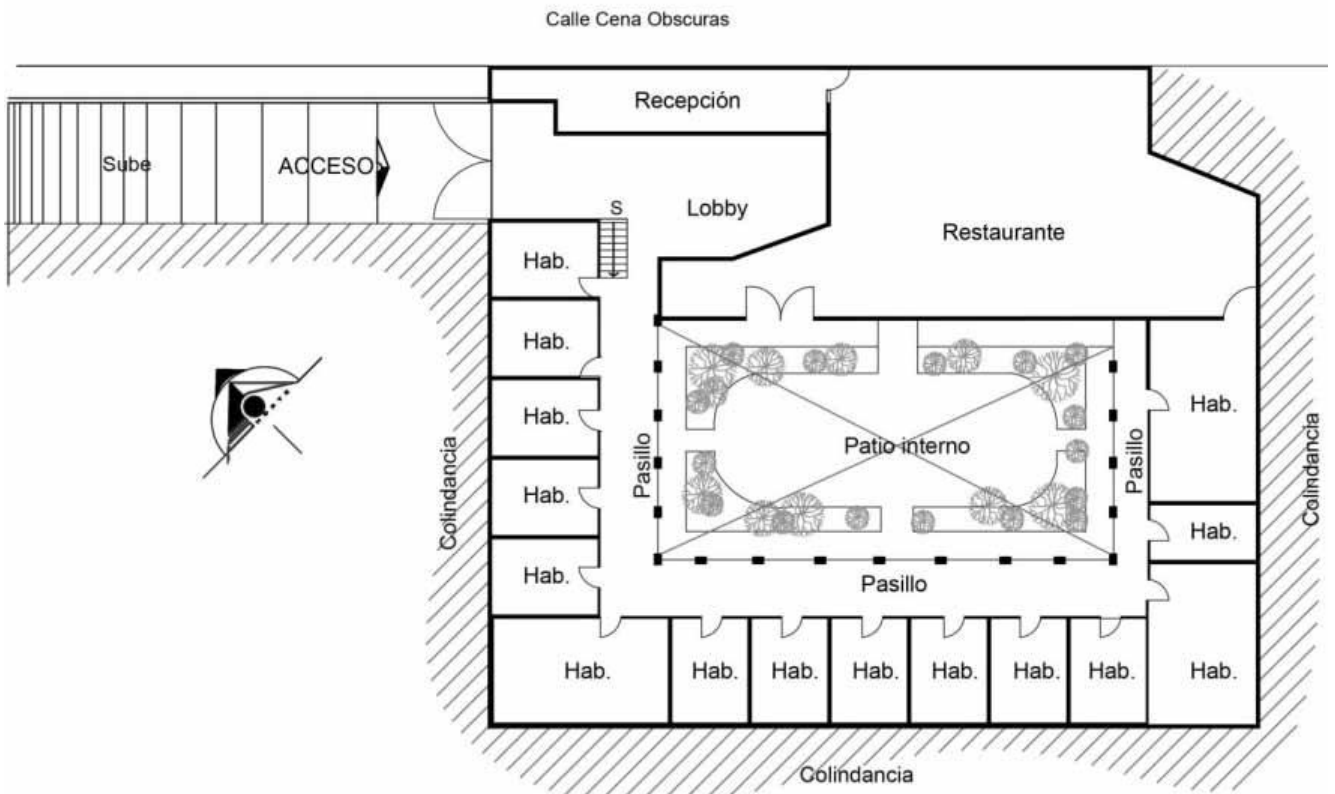 Calle Cena Obscuras
Recepción
Sube
ACCESO
S
Lobby
Restaurante
Hab.
Hab.
Hab.
Hab.
Hab.
Pasillo
Patio interno
Pasillo
Hab.
Hab.
Colindancia
Colindancia
Pasillo
Hab.
Hab.
Hab.
Hab.
Hab.
Hab.
Hab.
Hab.
Colindancia